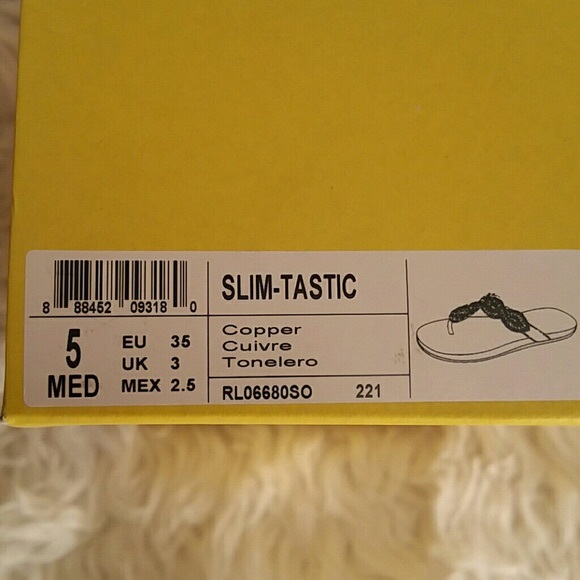 8 88452 09318 0
5
MED
EU 35
UK 3
MEX 2.5
SLIM-TASTIC
Copper
Cuivre
Tonelero
RL06680SO 221